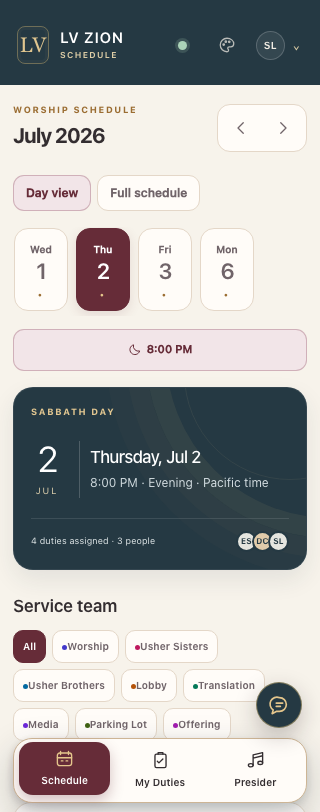 LV
LV ZION
SCHEDULE
SL
WORSHIP SCHEDULE
July 2026
Day view
Full schedule
Wed
1
Thu
2
Fri
3
Mon
6
8:00 PM
SABBATH DAY
2
JUL
Thursday, Jul 2
8:00 PM · Evening · Pacific time
4 duties assigned · 3 people
ES DC SL
Service team
All
Worship
Usher Sisters
Usher Brothers
Lobby
Translation
Media
Parking Lot
Offering
Schedule
My Duties
Presider